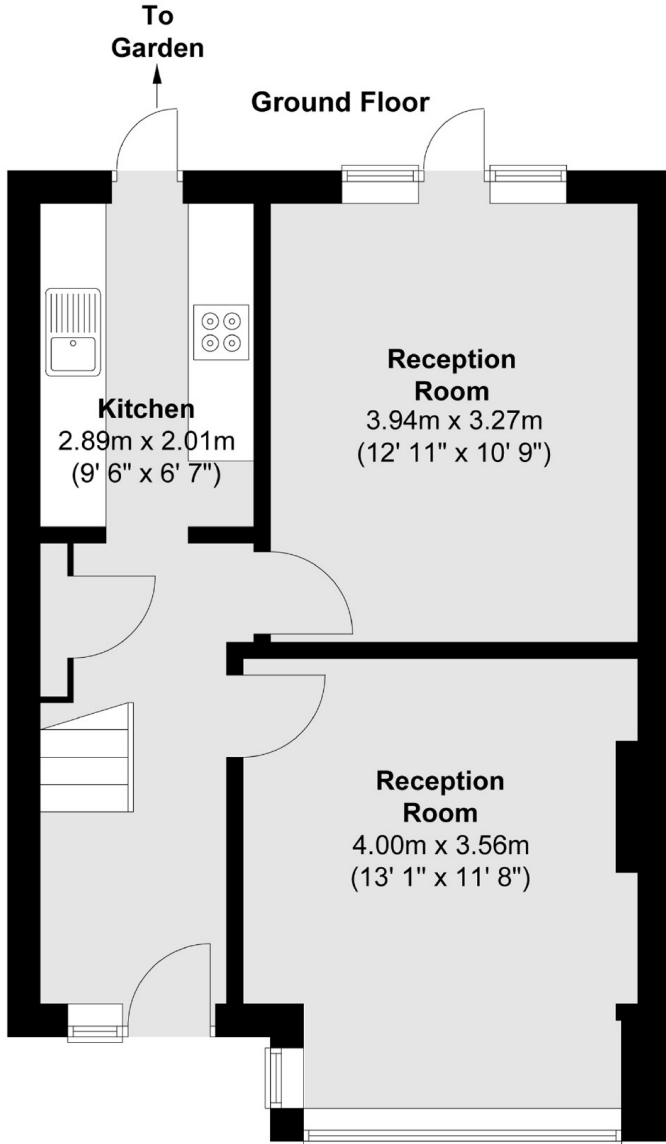 To
Garden
Ground Floor
Kitchen
2.89m x 2.01m
(9' 6" x 6' 7")
Reception
Room
3.94m x 3.27m
(12' 11" x 10' 9")
Reception
Room
4.00m x 3.56m
(13' 1" x 11' 8")